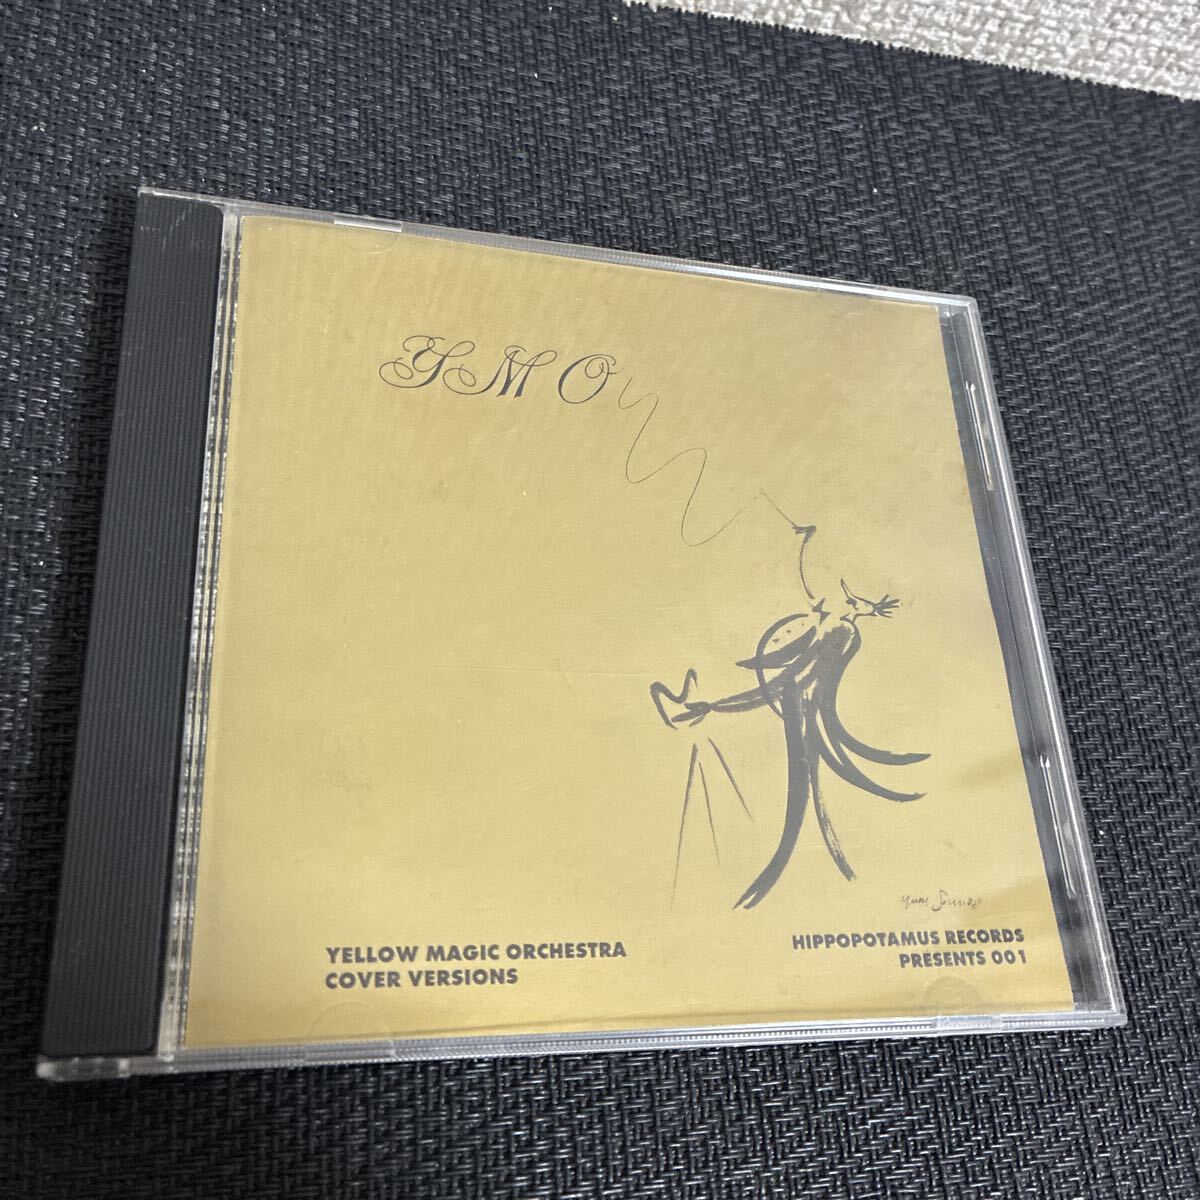 YMO
YELLOW MAGIC ORCHESTRA
COVER VERSIONS
HIPPOPOTAMUS RECORDS
PRESENTS 001